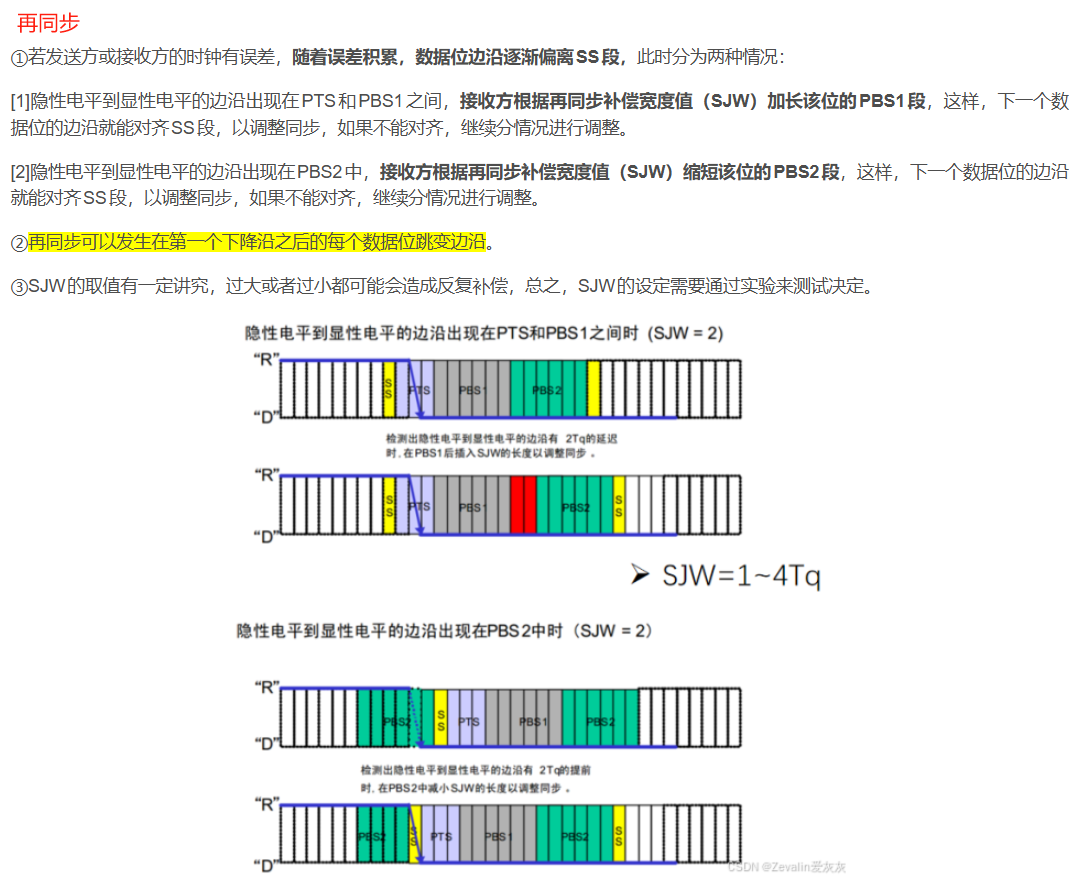 再同步
①若发送方或接收方的时钟有误差，随着误差积累，数据位边沿逐渐偏离SS段，此时分为两种情况：
[1]隐性电平到显性电平的边沿出现在PTS和PBS1之间，接收方根据再同步补偿宽度值（SJW）加长该位的PBS1段，这样，下一个数
据位的边沿就能对齐SS段，以调整同步，如果不能对齐，继续分情况进行调整。
[2]隐性电平到显性电平的边沿出现在PBS2中，接收方根据再同步补偿宽度值（SJW）缩短该位的PBS2段，这样，下一个数据位的边沿
就能对齐SS段，以调整同步，如果不能对齐，继续分情况进行调整。
②再同步可以发生在第一个下降沿之后的每个数据位跳变边沿。
③SJW的取值有一定讲究，过大或者过小都可能会造成反复补偿，总之，SJW的设定需要通过实验来测试决定。
隐性电平到显性电平的边沿出现在PTS和PBS1之间时 (SJW = 2)
“R”
SS PTS PBS1 PBS2
“D”
检测出隐性电平到显性电平的边沿有 2Tq的延迟
时,在PBS1后插入SJW的长度以调整同步 。
“R”
SS PTS PBS1 PBS2 SS
“D”
➢ SJW=1~4Tq
隐性电平到显性电平的边沿出现在PBS2中时（SJW = 2）
“R”
PBS2 SS PTS PBS1 PBS2
“D”
检测出隐性电平到显性电平的边沿有 2Tq的提前
时, 在PBS2中减小SJW的长度以调整同步 。
“R”
PBS2 SS PTS PBS1 PBS2 SS
“D”
CSDN @Zevalin爱灰灰